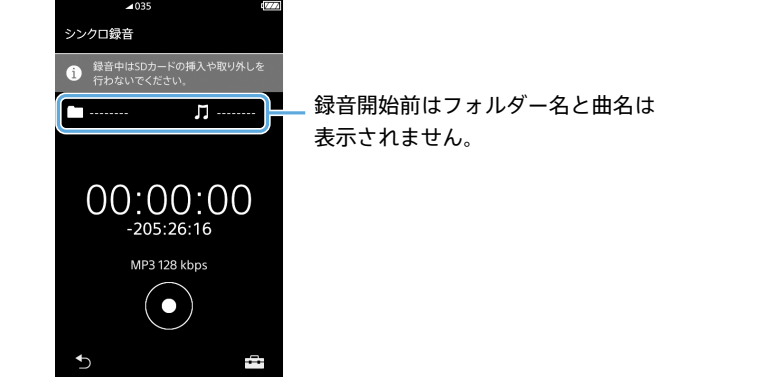 035
シンクロ録音
録音中はSDカードの挿入や取り外しを
行わないでください。
-------- --------
録音開始前はフォルダー名と曲名は
表示されません。
00:00:00
-205:26:16
MP3 128 kbps